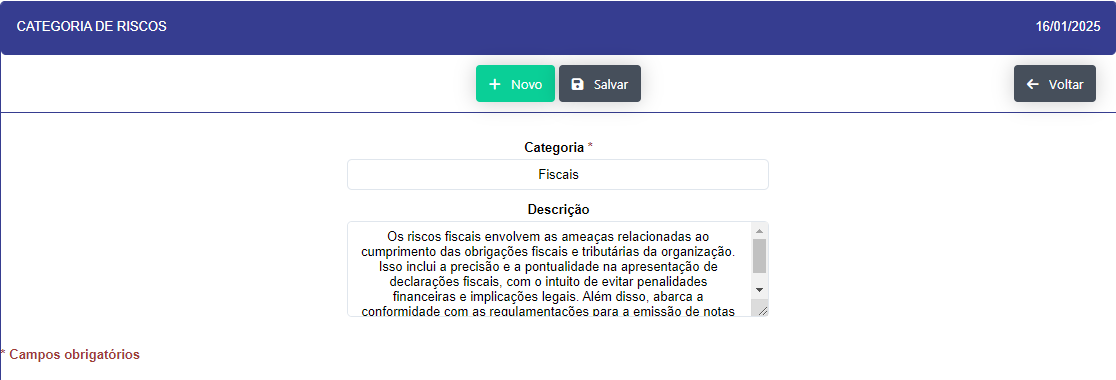 CATEGORIA DE RISCOS 16/01/2025
Novo Salvar Voltar
Categoria *
Fiscais
Descrição
Os riscos fiscais envolvem as ameaças relacionadas ao
cumprimento das obrigações fiscais e tributárias da organização.
Isso inclui a precisão e a pontualidade na apresentação de
declarações fiscais, com o intuito de evitar penalidades
financeiras e implicações legais. Além disso, abarca a
conformidade com as regulamentações para a emissão de notas
* Campos obrigatórios